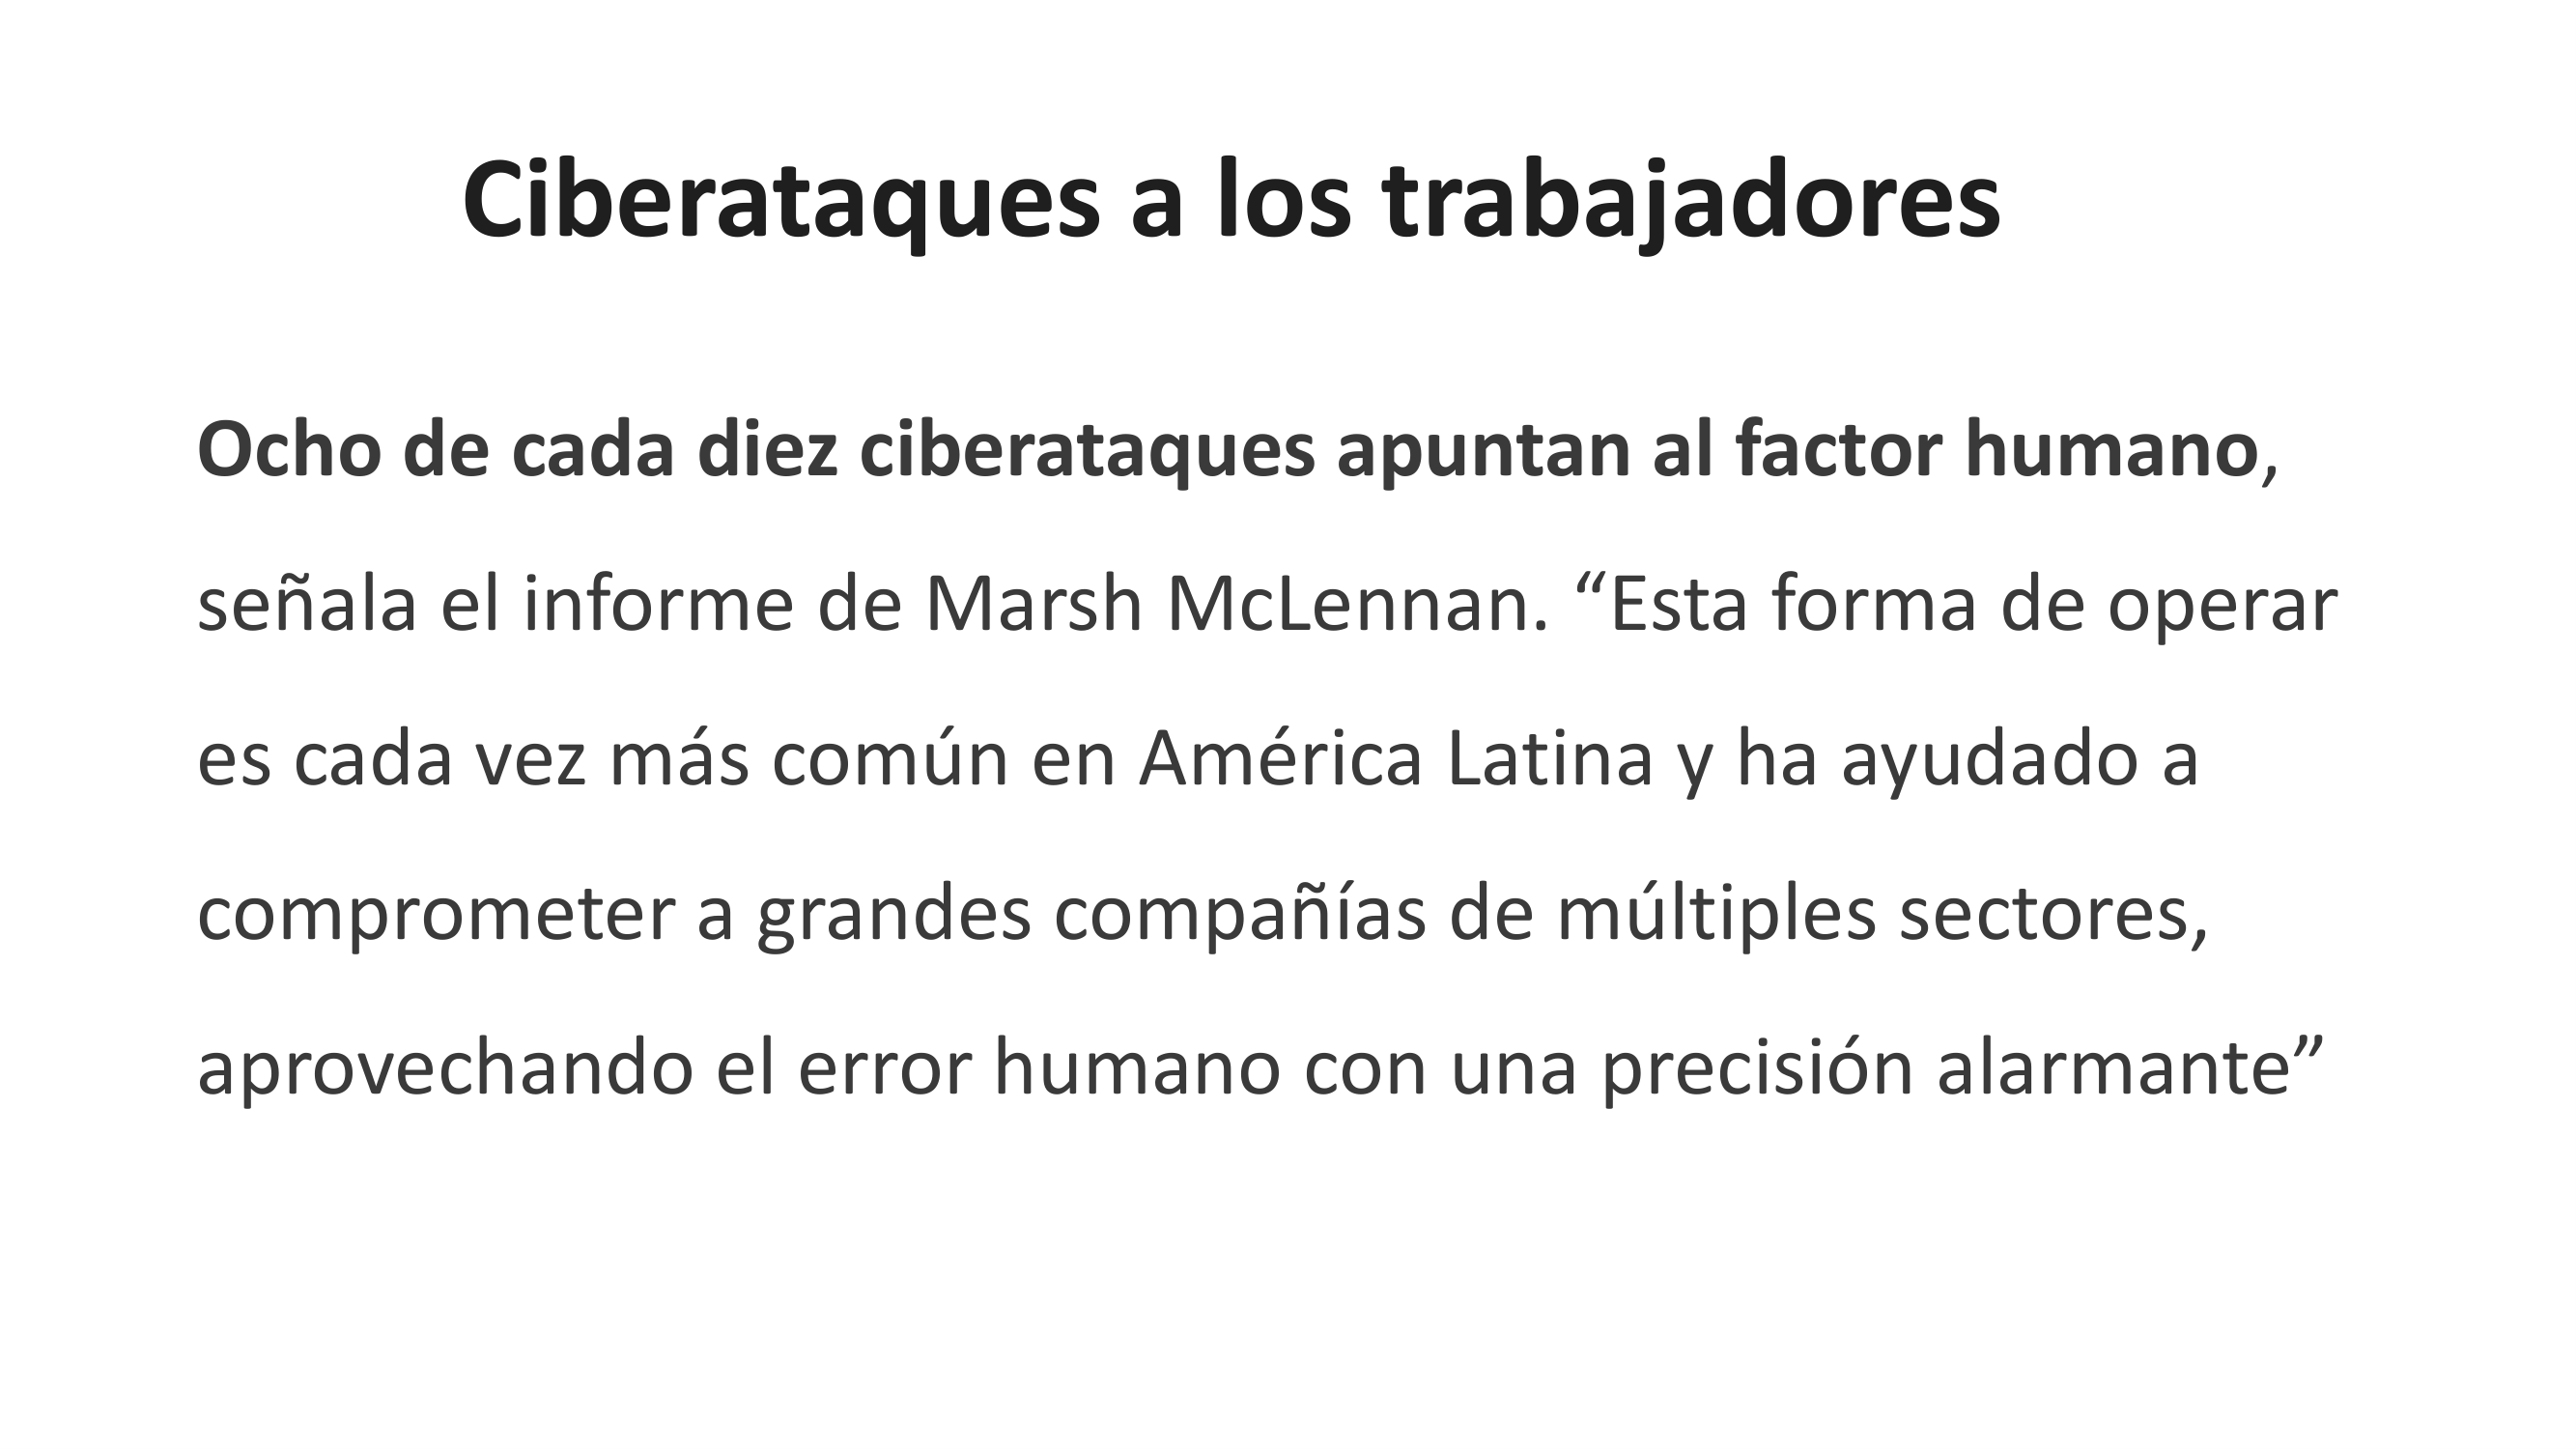 Ciberataques a los trabajadores
Ocho de cada diez ciberataques apuntan al factor humano,
señala el informe de Marsh McLennan. “Esta forma de operar
es cada vez más común en América Latina y ha ayudado a
comprometer a grandes compañías de múltiples sectores,
aprovechando el error humano con una precisión alarmante”